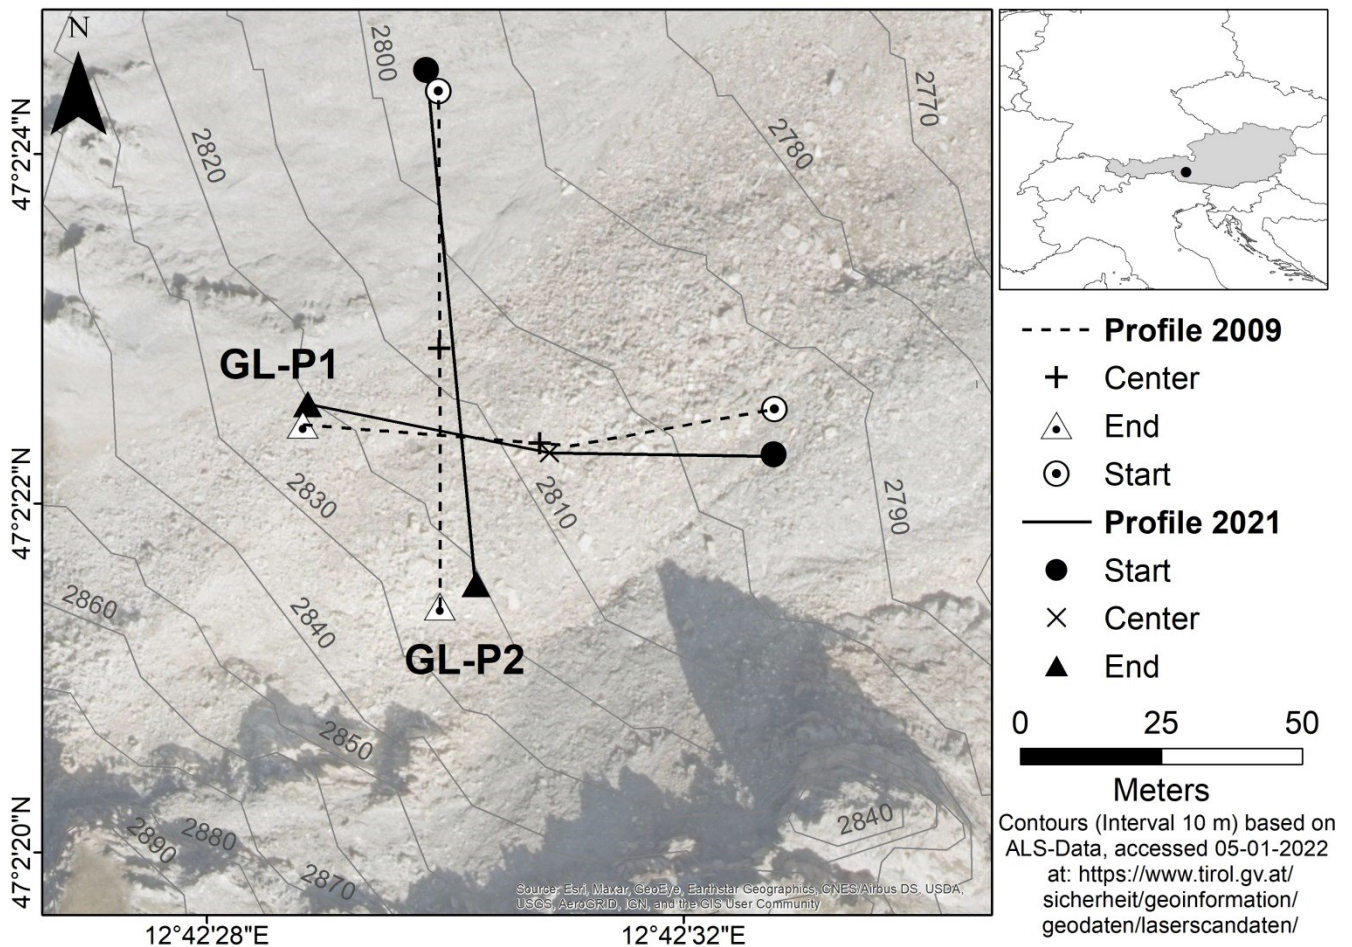 N
2800
2770
2780
2820
47°2'24"N
GL-P1
47°2'22"N
2830
2810
2790
2860
2840
GL-P2
2850
2840
2880
2890
2870
47°2'20"N
Source: Esri, Maxar, GeoEye, Earthstar Geographics, CNES/Airbus DS, USDA,
USGS, AeroGRID, IGN, and the GIS User Community
12°42'28"E
12°42'32"E
Profile 2009
Center
End
Start
Profile 2021
Start
Center
End
0 25 50
Meters
Contours (Interval 10 m) based on
ALS-Data, accessed 05-01-2022
at: https://www.tirol.gv.at/
sicherheit/geoinformation/
geodaten/laserscandaten/